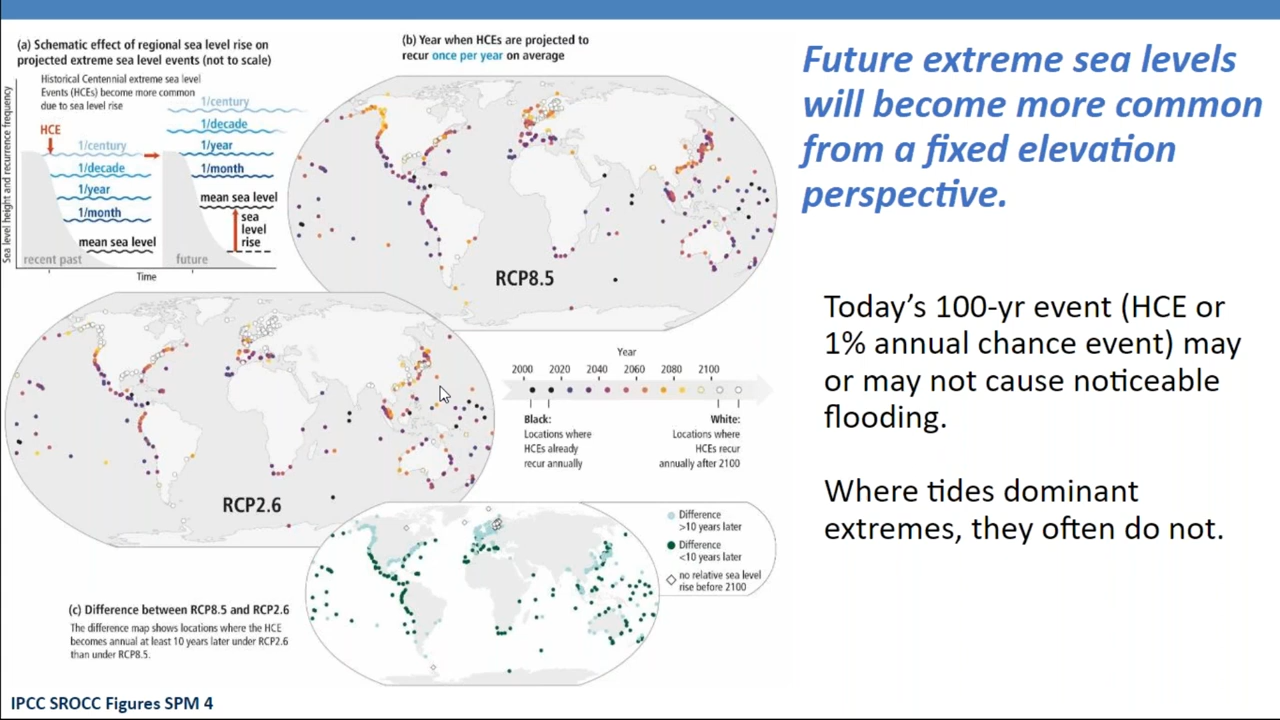 (a) Schematic effect of regional sea level rise on
projected extreme sea level events (not to scale)
Historical Centennial extreme sea level
Events (HCEs) become more common
due to sea level rise
Sea level height and recurrence frequency
HCE
1/century
1/decade
1/year
1/month
mean sea level
recent past
1/century
1/decade
1/year
1/month
mean sea level
sea
level
rise
future
Time
(b) Year when HCEs are projected to
recur once per year on average
RCP8.5
RCP2.6
Year
2000 2020 2040 2060 2080 2100
Black:
Locations where
HCEs already
recur annually
White:
Locations where
HCEs recur
annually after 2100
Difference
>10 years later
Difference
<10 years later
no relative sea level
rise before 2100
(c) Difference between RCP8.5 and RCP2.6
The difference map shows locations where the HCE
becomes annual at least 10 years later under RCP2.6
than under RCP8.5.
IPCC SROCC Figures SPM 4
Future extreme sea levels
will become more common
from a fixed elevation
perspective.
Today’s 100-yr event (HCE or
1% annual chance event) may
or may not cause noticeable
flooding.
Where tides dominant
extremes, they often do not.